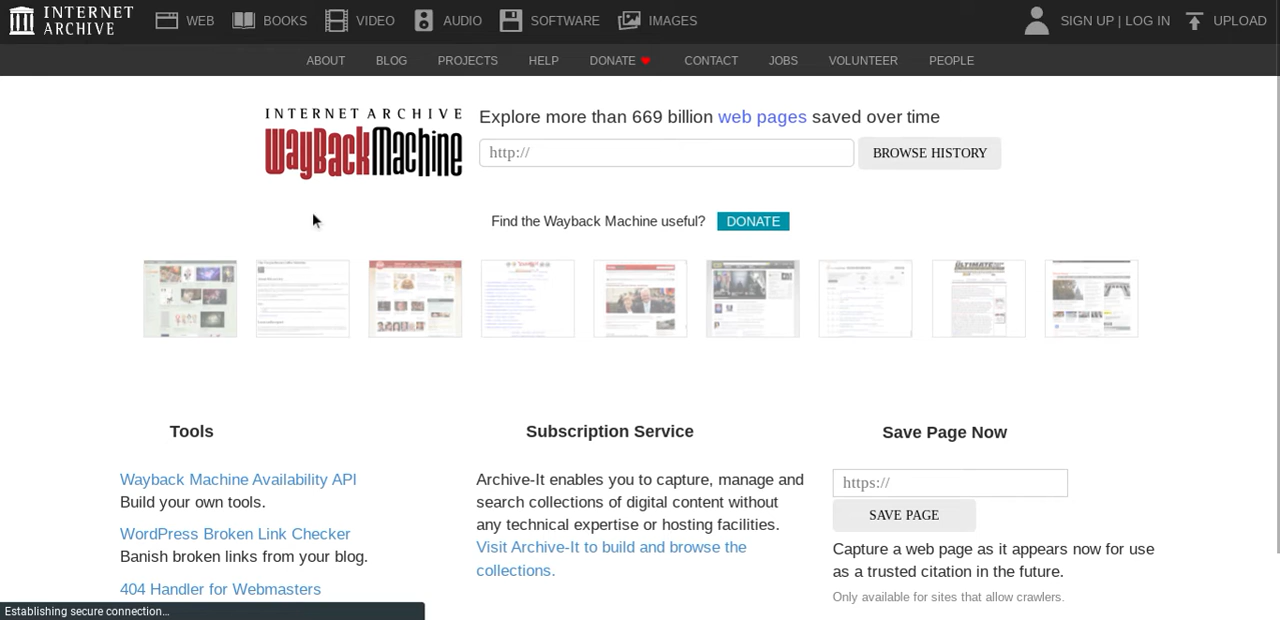 INTERNET ARCHIVE
WEB BOOKS VIDEO AUDIO SOFTWARE IMAGES
SIGN UP | LOG IN UPLOAD
ABOUT BLOG PROJECTS HELP DONATE CONTACT JOBS VOLUNTEER PEOPLE
INTERNET ARCHIVE
WayBackMachine
Explore more than 669 billion web pages saved over time
http://
BROWSE HISTORY
Find the Wayback Machine useful? DONATE
Tools
Wayback Machine Availability API
Build your own tools.
WordPress Broken Link Checker
Banish broken links from your blog.
404 Handler for Webmasters
Subscription Service
Archive-It enables you to capture, manage and
search collections of digital content without
any technical expertise or hosting facilities.
Visit Archive-It to build and browse the
collections.
Save Page Now
https://
SAVE PAGE
Capture a web page as it appears now for use
as a trusted citation in the future.
Only available for sites that allow crawlers.
Establishing secure connection…